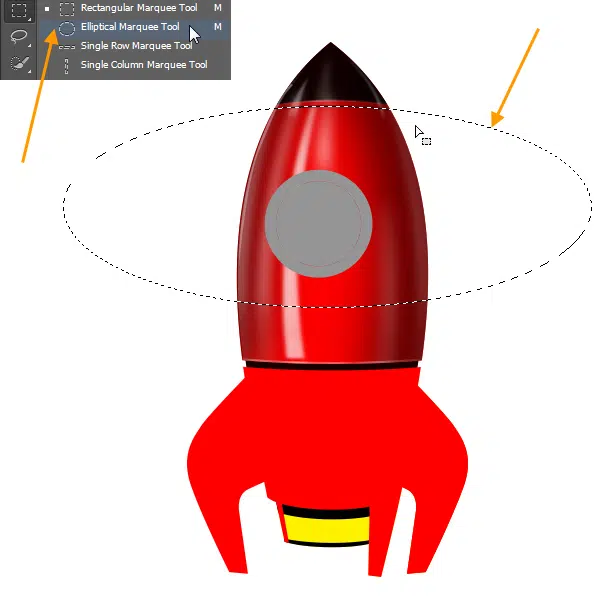 Rectangular Marquee Tool M
Elliptical Marquee Tool M
Single Row Marquee Tool
Single Column Marquee Tool